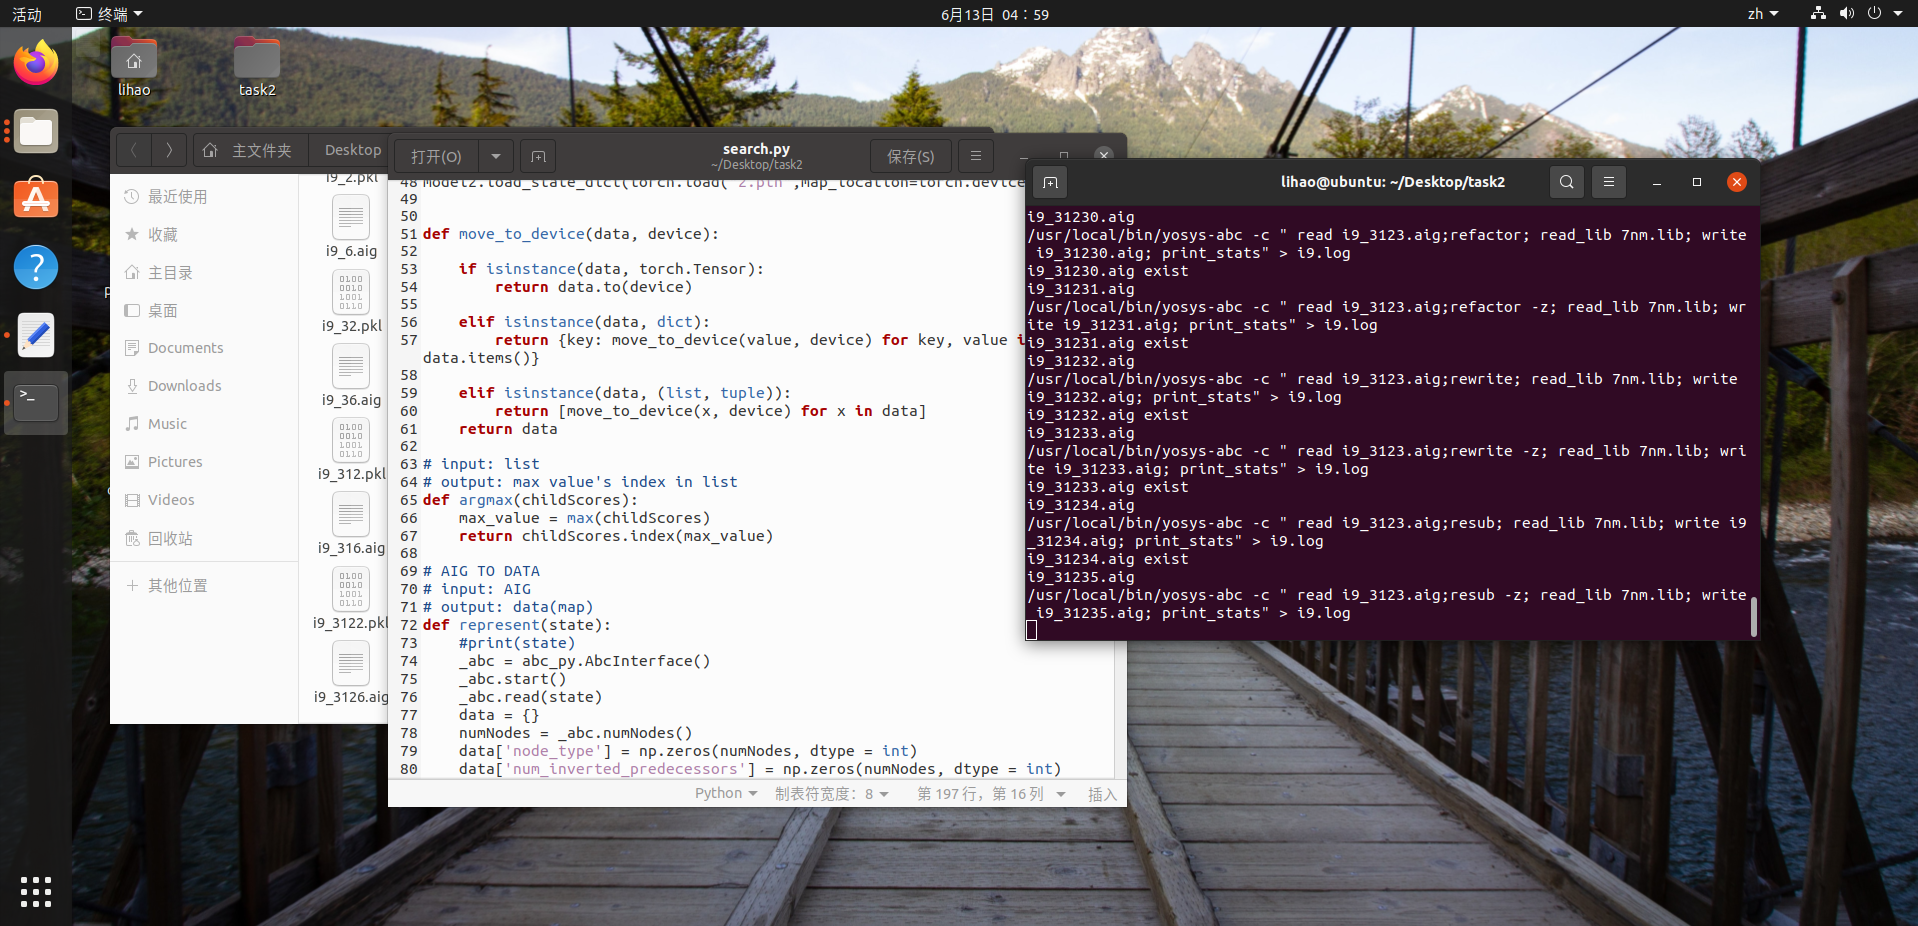 活动
终端
6月13日 04：59
zh
lihao
task2
主文件夹
Desktop
最近使用
收藏
主目录
桌面
Documents
Downloads
Music
Pictures
Videos
回收站
其他位置
i9_2.pkl
i9_6.aig
i9_32.pkl
i9_36.aig
i9_312.pkl
i9_316.aig
i9_3122.pkl
i9_3126.aig
打开(O)
search.py
~/Desktop/task2
保存(S)
48 model2.load_state_dict(torch.load("2.pth",map_location=torch.device
49
50
51 def move_to_device(data, device):
52
53     if isinstance(data, torch.Tensor):
54         return data.to(device)
55
56     elif isinstance(data, dict):
57         return {key: move_to_device(value, device) for key, value i
data.items()}
58
59     elif isinstance(data, (list, tuple)):
60         return [move_to_device(x, device) for x in data]
61     return data
62
63 # input: list
64 # output: max value's index in list
65 def argmax(childScores):
66     max_value = max(childScores)
67     return childScores.index(max_value)
68
69 # AIG TO DATA
70 # input: AIG
71 # output: data(map)
72 def represent(state):
73     #print(state)
74     _abc = abc_py.AbcInterface()
75     _abc.start()
76     _abc.read(state)
77     data = {}
78     numNodes = _abc.numNodes()
79     data['node_type'] = np.zeros(numNodes, dtype = int)
80     data['num_inverted_predecessors'] = np.zeros(numNodes, dtype = int)
Python
制表符宽度：8
第 197 行，第 16 列
插入
lihao@ubuntu: ~/Desktop/task2
i9_31230.aig
/usr/local/bin/yosys-abc -c " read i9_3123.aig;refactor; read_lib 7nm.lib; write
 i9_31230.aig; print_stats" > i9.log
i9_31230.aig exist
i9_31231.aig
/usr/local/bin/yosys-abc -c " read i9_3123.aig;refactor -z; read_lib 7nm.lib; wr
ite i9_31231.aig; print_stats" > i9.log
i9_31231.aig exist
i9_31232.aig
/usr/local/bin/yosys-abc -c " read i9_3123.aig;rewrite; read_lib 7nm.lib; write
i9_31232.aig; print_stats" > i9.log
i9_31232.aig exist
i9_31233.aig
/usr/local/bin/yosys-abc -c " read i9_3123.aig;rewrite -z; read_lib 7nm.lib; wri
te i9_31233.aig; print_stats" > i9.log
i9_31233.aig exist
i9_31234.aig
/usr/local/bin/yosys-abc -c " read i9_3123.aig;resub; read_lib 7nm.lib; write i9
_31234.aig; print_stats" > i9.log
i9_31234.aig exist
i9_31235.aig
/usr/local/bin/yosys-abc -c " read i9_3123.aig;resub -z; read_lib 7nm.lib; write
 i9_31235.aig; print_stats" > i9.log